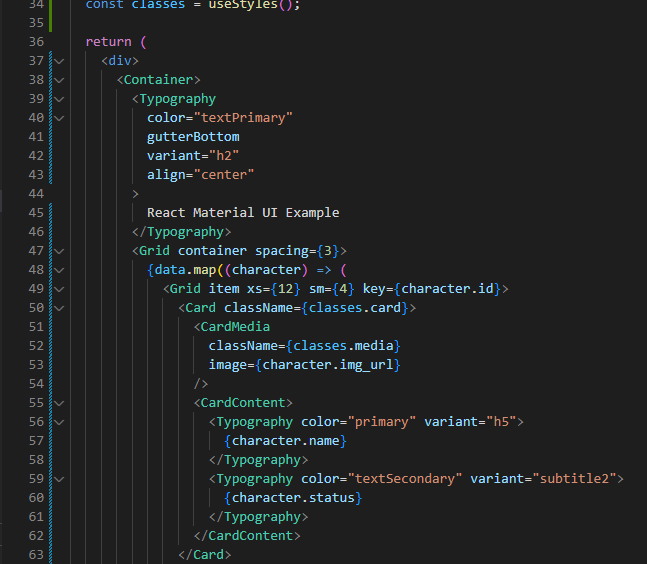 34 const classes = useStyles();
35
36 return (
37 <div>
38 <Container>
39 <Typography
40 color="textPrimary"
41 gutterBottom
42 variant="h2"
43 align="center"
44 >
45 React Material UI Example
46 </Typography>
47 <Grid container spacing={3}>
48 {data.map((character) => (
49 <Grid item xs={12} sm={4} key={character.id}>
50 <Card className={classes.card}>
51 <CardMedia
52 className={classes.media}
53 image={character.img_url}
54 />
55 <CardContent>
56 <Typography color="primary" variant="h5">
57 {character.name}
58 </Typography>
59 <Typography color="textSecondary" variant="subtitle2">
60 {character.status}
61 </Typography>
62 </CardContent>
63 </Card>